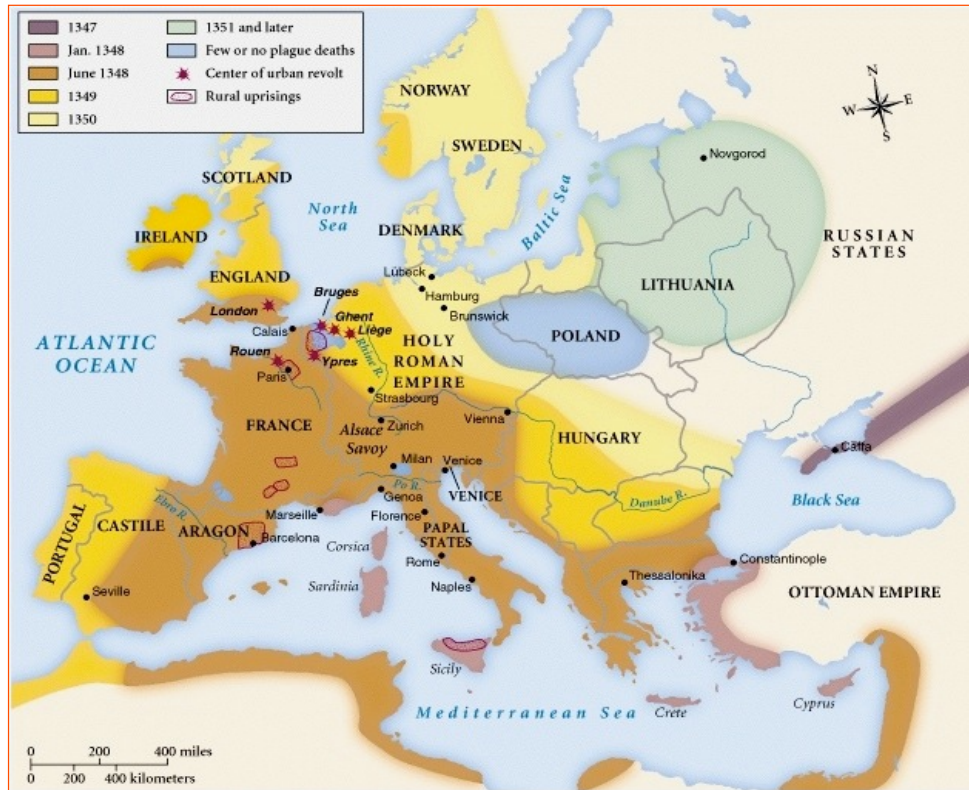 1347
Jan. 1348
June 1348
1349
1350
1351 and later
Few or no plague deaths
Center of urban revolt
Rural uprisings
N
W
E
S
NORWAY
SWEDEN
Novgorod
SCOTLAND
North
Sea
Baltic Sea
IRELAND
DENMARK
RUSSIAN
STATES
ENGLAND
Lübeck
LITHUANIA
Bruges
Hamburg
London
Ghent
Brunswick
Calais
Liège
POLAND
ATLANTIC
OCEAN
HOLY
ROMAN
EMPIRE
Rouen
Ypres
Rhine R.
Paris
Strasbourg
FRANCE
Alsace
Zurich
Vienna
Savoy
HUNGARY
Caffa
Milan
Venice
Po R.
VENICE
Danube R.
Black Sea
Genoa
Marseille
Florence
PORTUGAL
CASTILE
Ebro R.
ARAGON
PAPAL
STATES
Barcelona
Corsica
Rome
Constantinople
Seville
Sardinia
Naples
Thessalonika
OTTOMAN EMPIRE
Sicily
Mediterranean Sea
Crete
Cyprus
0 200 400 miles
0 200 400 kilometers